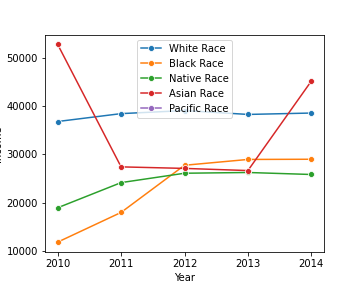 White Race
Black Race
Native Race
Asian Race
Pacific Race
50000
40000
30000
20000
10000
2010 2011 2012 2013 2014
Year